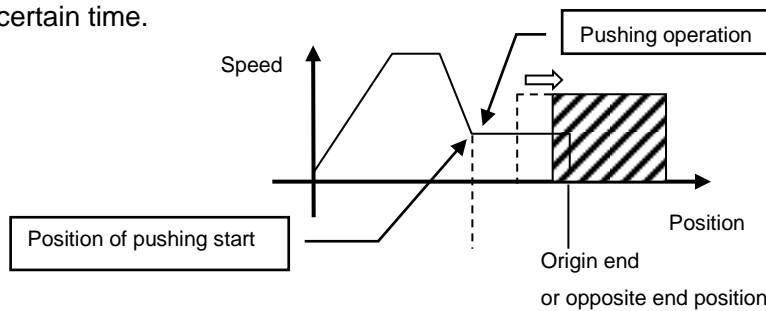 certain time.
Pushing operation
Speed
Position
Position of pushing start
Origin end
or opposite end position